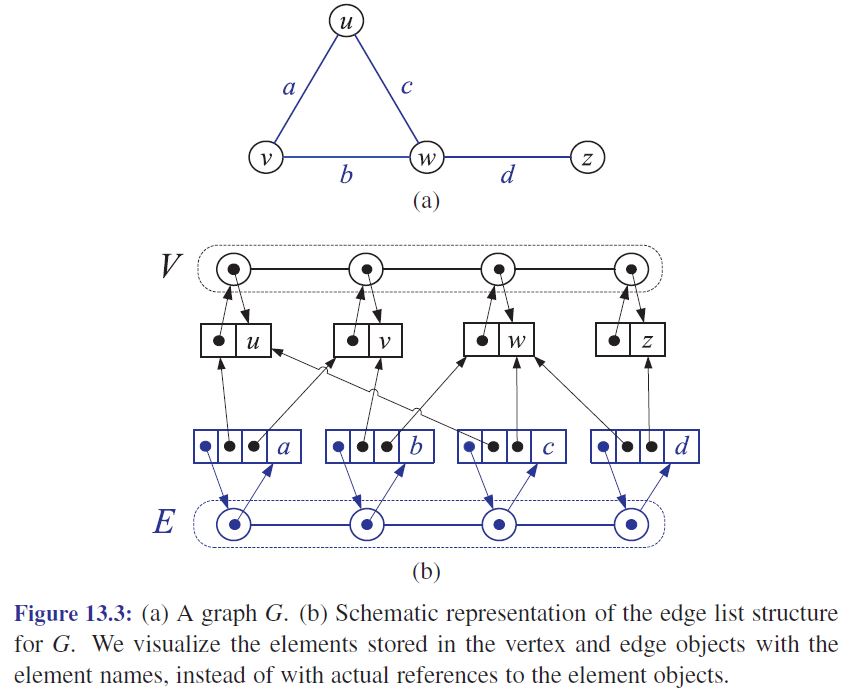 u
a
c
v
w
z
b
d
(a)
V
u
v
w
z
a
b
c
d
E
(b)
Figure 13.3: (a) A graph G. (b) Schematic representation of the edge list structure
for G. We visualize the elements stored in the vertex and edge objects with the
element names, instead of with actual references to the element objects.